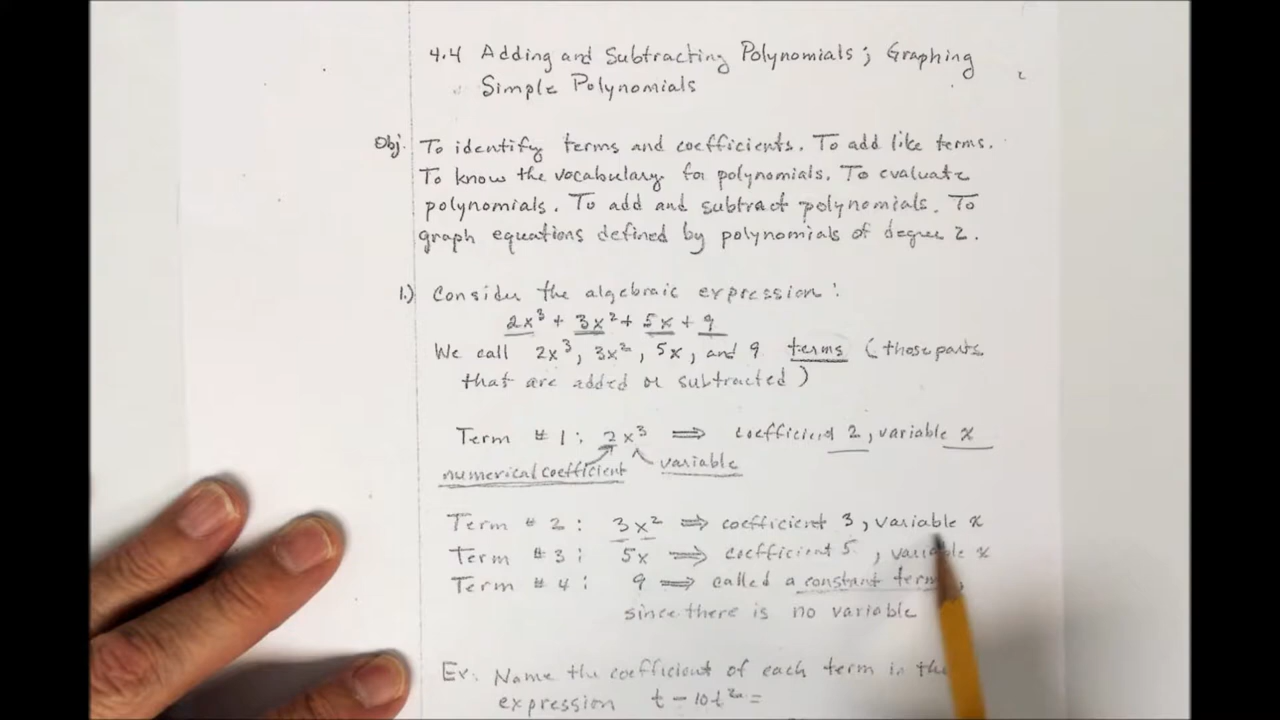 4.4 Adding and Subtracting Polynomials; Graphing
Simple Polynomials
Obj. To identify terms and coefficients. To add like terms.
To know the vocabulary for polynomials. To evaluate
polynomials. To add and subtract polynomials. To
graph equations defined by polynomials of degree 2.
1.) Consider the algebraic expression:
2x³ + 3x² + 5x + 9
We call 2x³, 3x², 5x, and 9 terms (those parts
that are added or subtracted)
Term # 1: 2x³ ⇒ coefficient 2, variable x
numerical coefficient variable
Term # 2: 3x² ⇒ coefficient 3, variable x
Term # 3: 5x ⇒ coefficient 5, variable x
Term # 4: 9 ⇒ called a constant term,
since there is no variable
Ex: Name the coefficient of each term in the
expression t - 10t² =